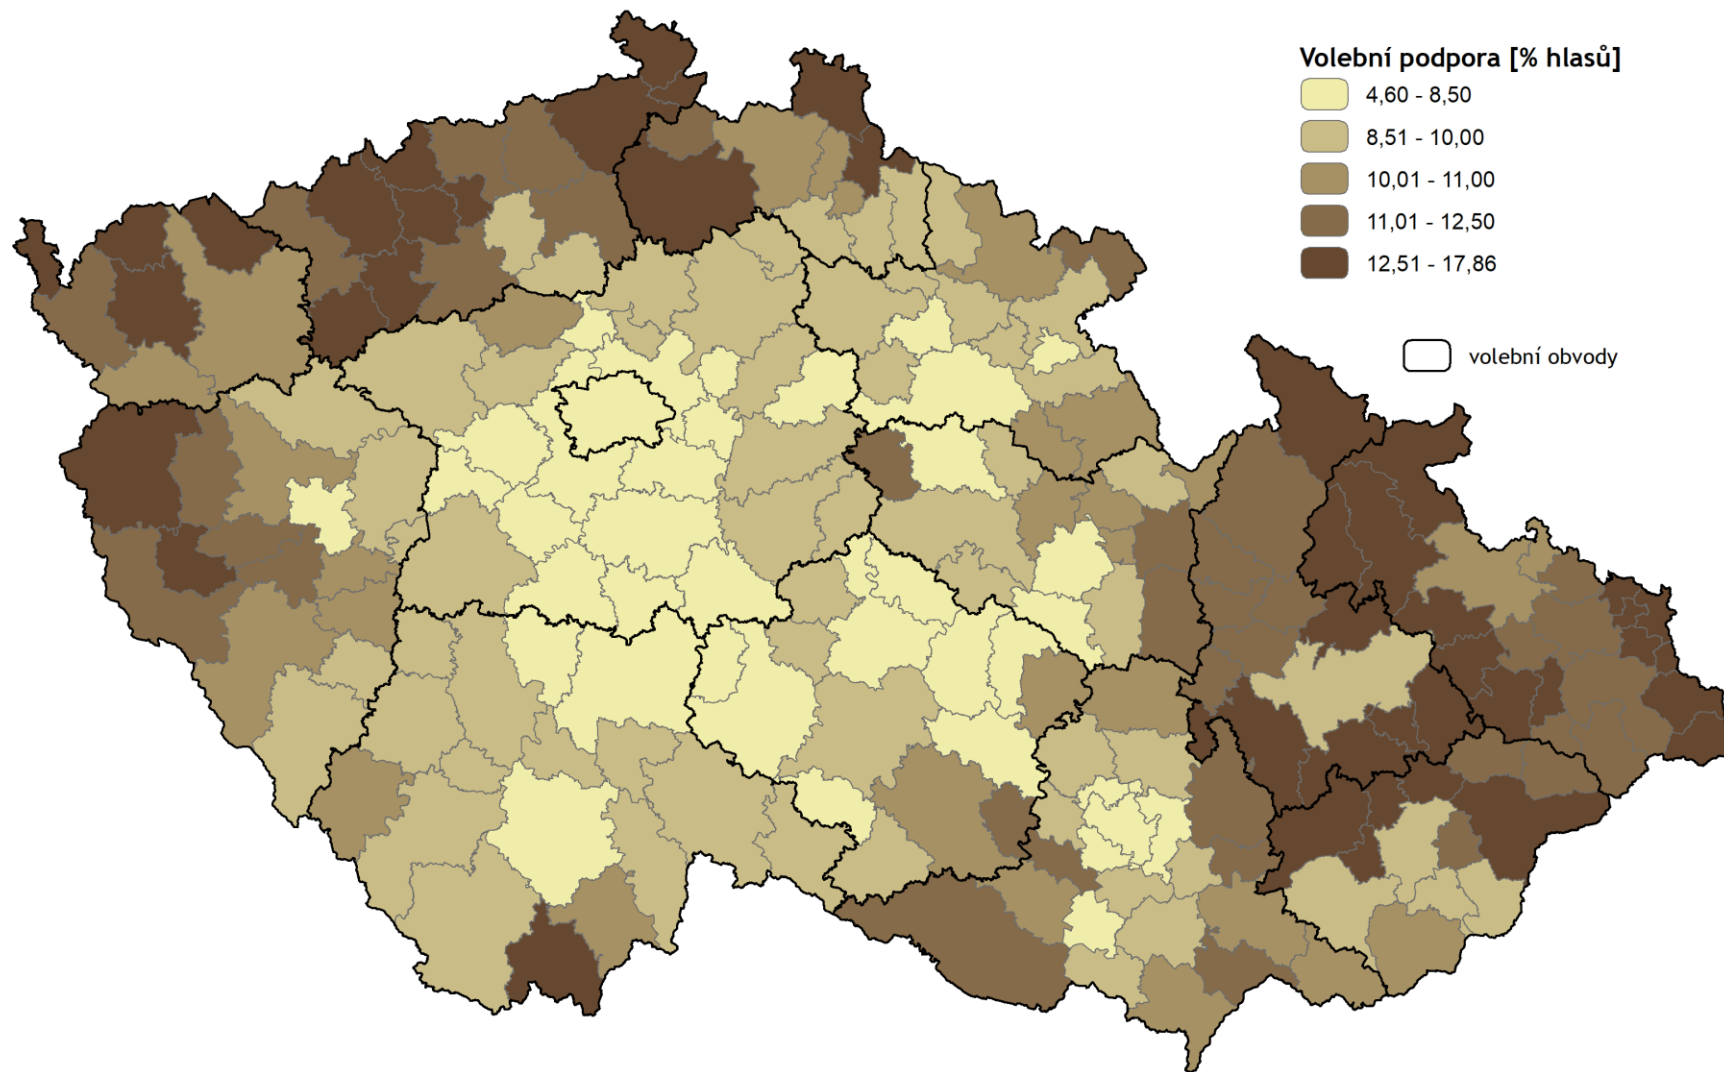 Volební podpora [% hlasů]
4,60 - 8,50
8,51 - 10,00
10,01 - 11,00
11,01 - 12,50
12,51 - 17,86
volební obvody